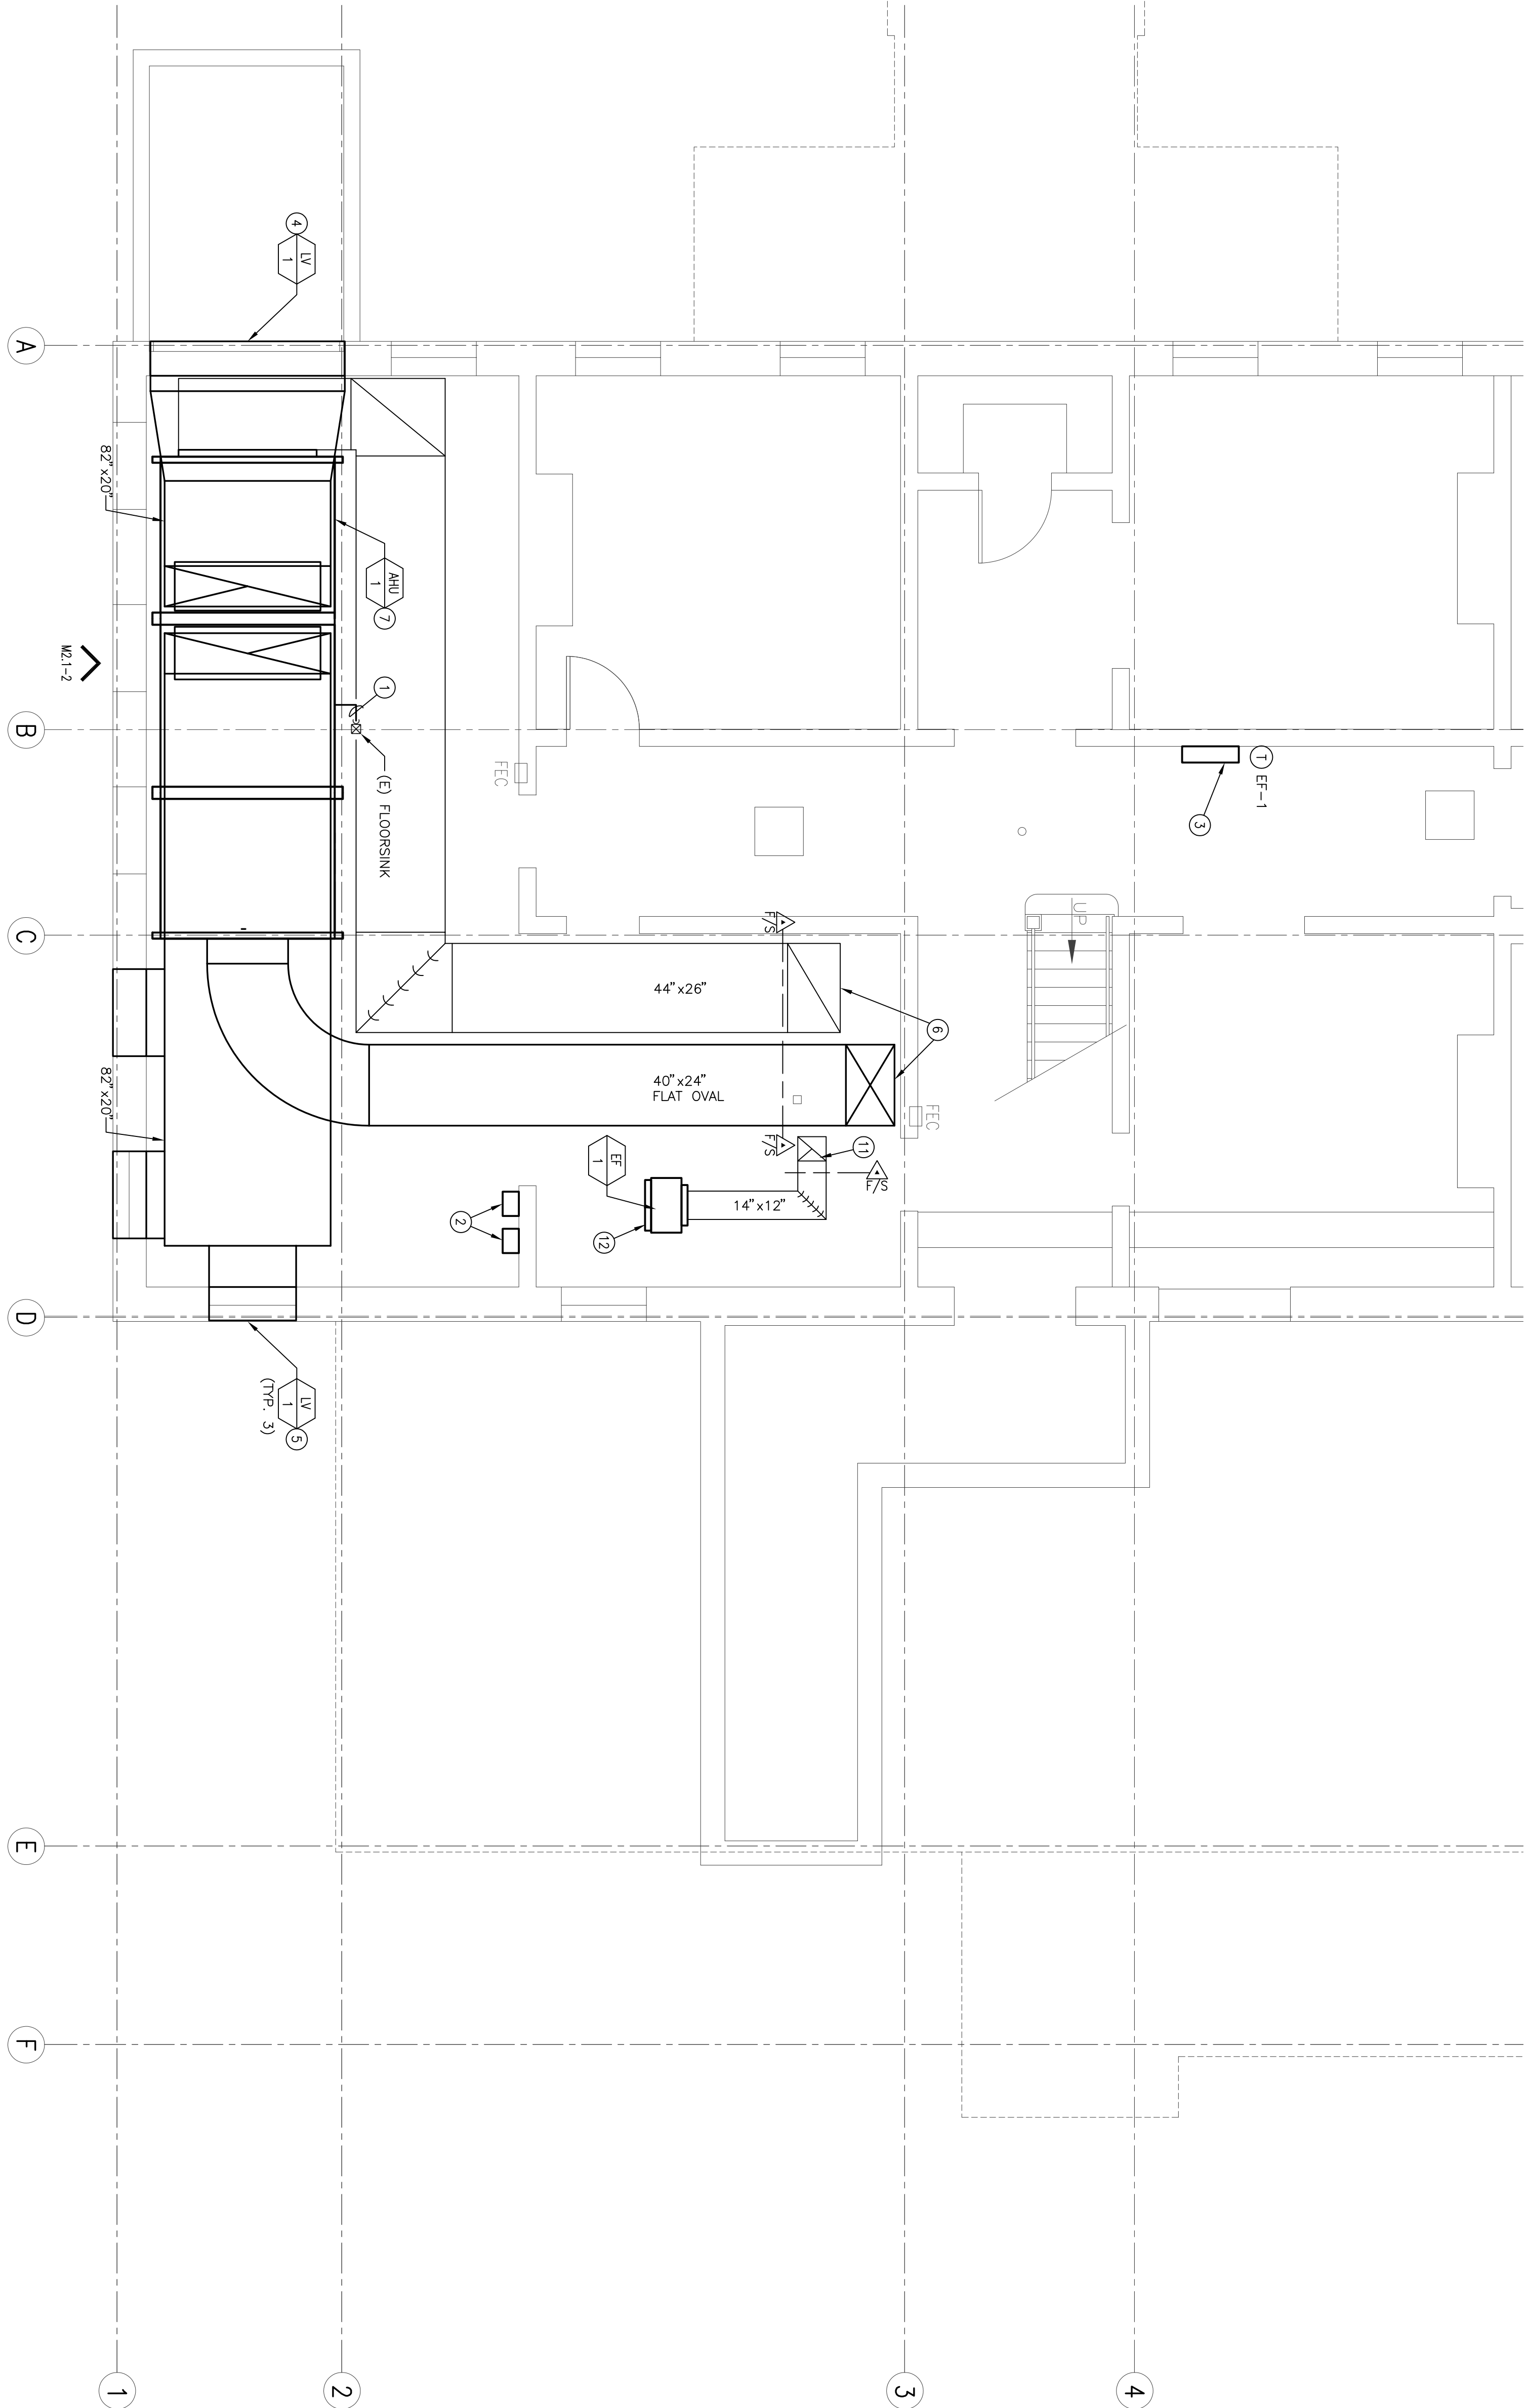 4
LV
1
A
82"x20"
AHU
1
7
M2.1-2
1
B
(E) FLOORSINK
FEC
T
EF-1
3
UP
F/S
C
44"x26"
6
40"x24"
FLAT OVAL
82"x20"
FEC
F/S
EF
1
11
F/S
14"x12"
2
12
D
LV
1
5
(TYP. 3)
E
F
1
2
3
4